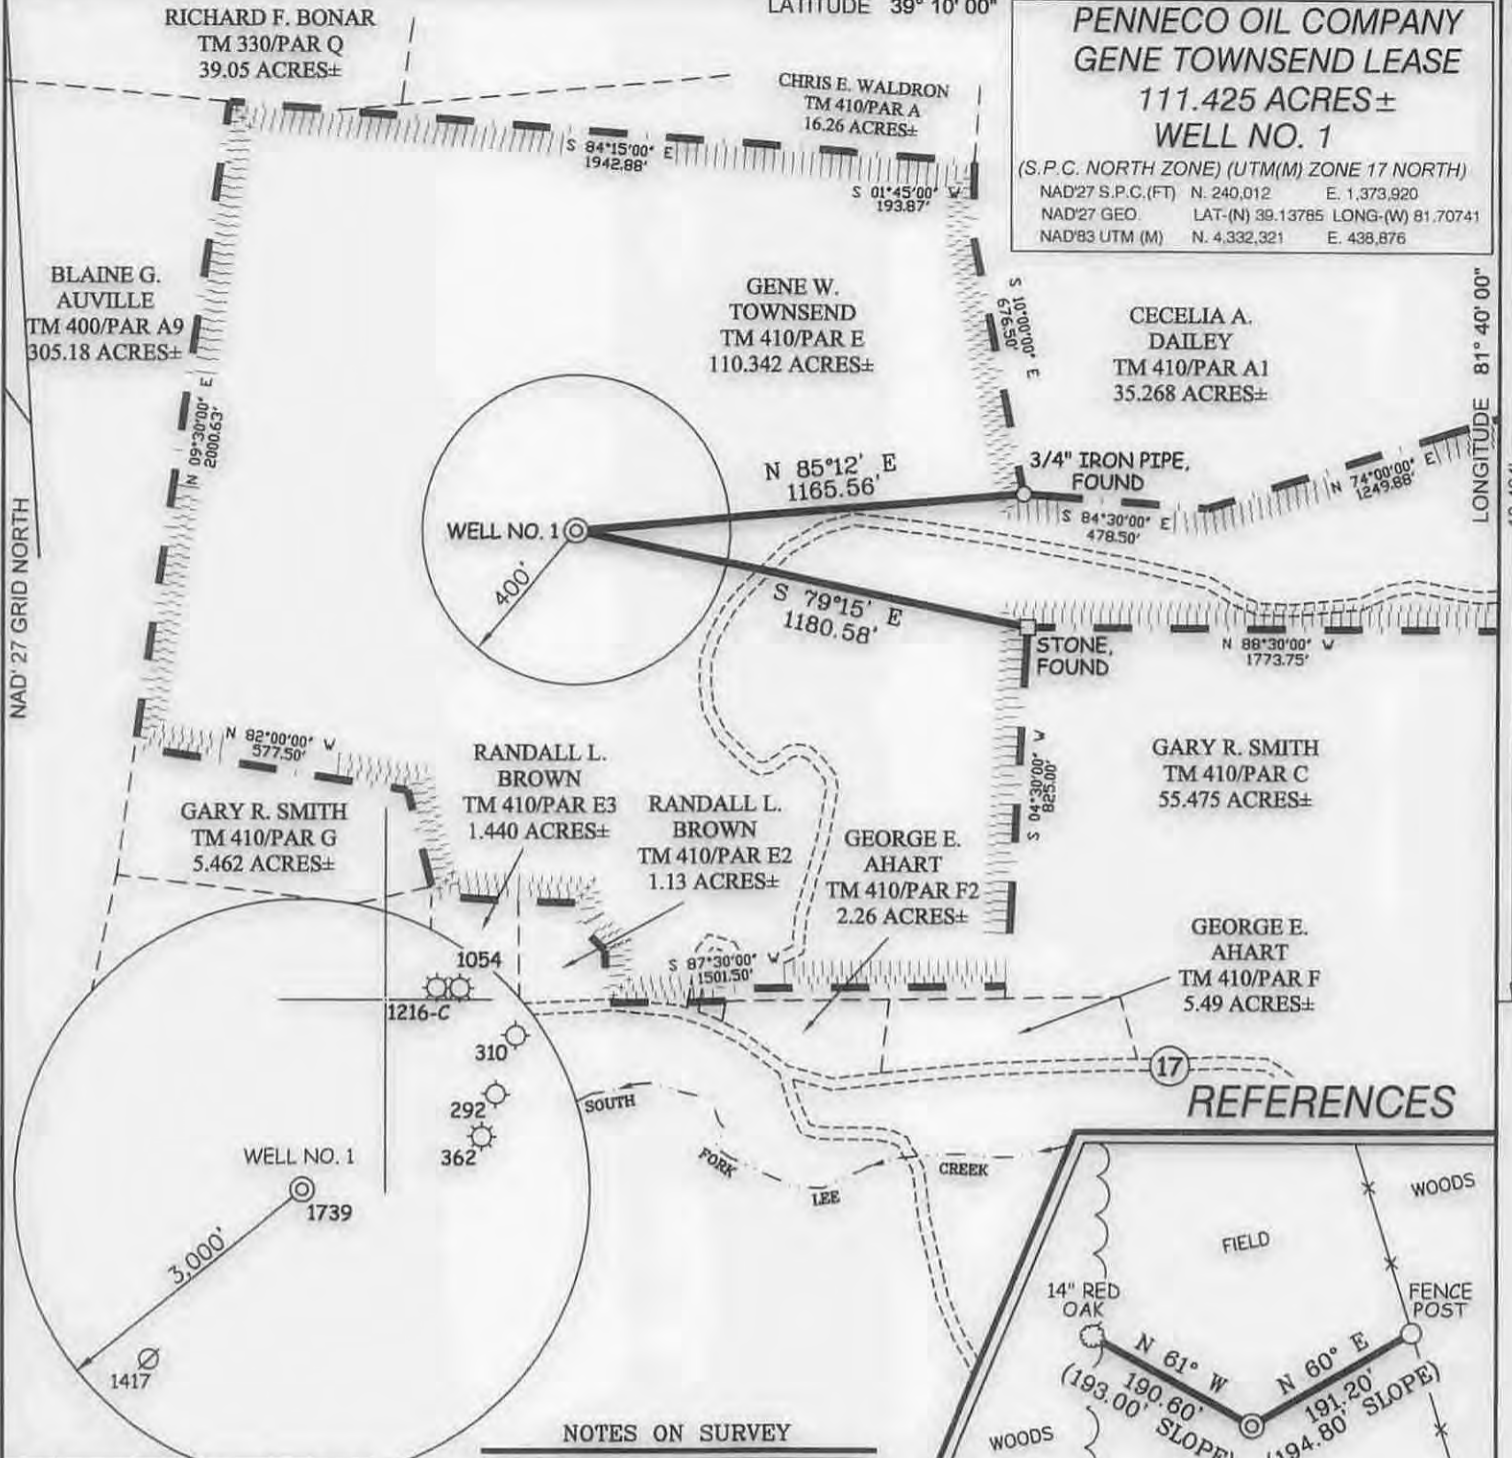 RICHARD F. BONAR
TM 330/PAR Q
39.05 ACRES±
LATITUDE 39° 10' 00"
PENNECO OIL COMPANY
GENE TOWNSEND LEASE
111.425 ACRES±
WELL NO. 1
(S.P.C. NORTH ZONE) (UTM(M) ZONE 17 NORTH)
NAD'27 S.P.C.(FT) N. 240,012 E. 1,373,920
NAD'27 GEO. LAT-(N) 39.13785 LONG-(W) 81.70741
NAD'83 UTM (M) N. 4,332,321 E. 438,876
CHRIS E. WALDRON
TM 410/PAR A
16.26 ACRES±
S 84°15'00" E
1942.88'
S 01°45'00" W
193.87'
BLAINE G.
AUVILLE
TM 400/PAR A9
305.18 ACRES±
GENE W.
TOWNSEND
TM 410/PAR E
110.342 ACRES±
S 10°00'00" E
676.50'
CECELIA A.
DAILEY
TM 410/PAR A1
35.268 ACRES±
LONGITUDE 81° 40' 00"
N 09°30'00" E
2000.63'
N 85°12' E
1165.56'
3/4" IRON PIPE,
FOUND
N 74°00'00" E
1249.88'
S 84°30'00" E
478.50'
WELL NO. 1
400'
NAD' 27 GRID NORTH
S 79°15' E
1180.58'
STONE,
FOUND
N 88°30'00" W
1773.75'
N 82°00'00" W
577.50'
S 04°30'00" W
825.00'
GARY R. SMITH
TM 410/PAR C
55.475 ACRES±
RANDALL L.
BROWN
TM 410/PAR E3
1.440 ACRES±
RANDALL L.
BROWN
TM 410/PAR E2
1.13 ACRES±
GARY R. SMITH
TM 410/PAR G
5.462 ACRES±
GEORGE E.
AHART
TM 410/PAR F2
2.26 ACRES±
GEORGE E.
AHART
TM 410/PAR F
5.49 ACRES±
S 87°30'00" W
1501.50'
1054
1216-C
310
292
362
17
SOUTH
FORK
LEE
CREEK
REFERENCES
WELL NO. 1
1739
3,000'
1417
WOODS
FIELD
14" RED
OAK
FENCE
POST
N 61° W
190.60'
(193.00' SLOPE)
N 60° E
191.20'
(194.80' SLOPE)
WOODS
NOTES ON SURVEY